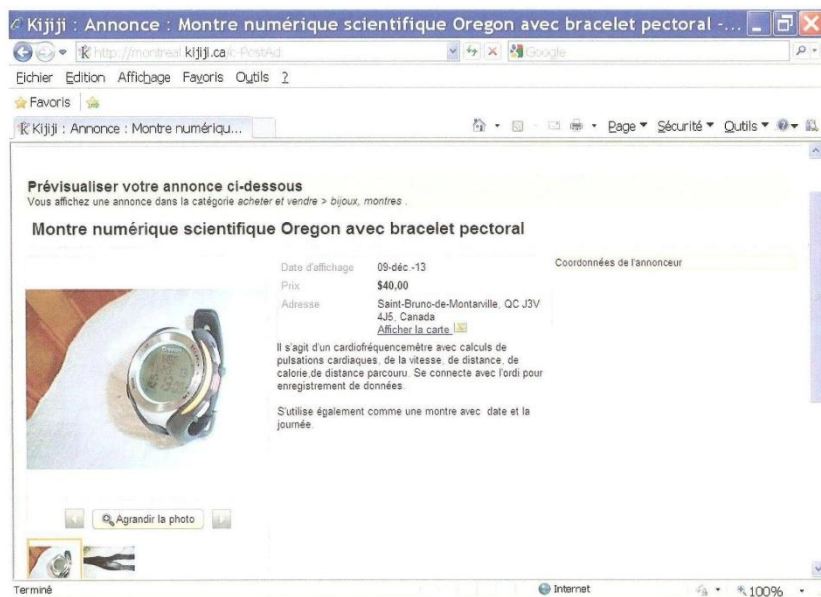 Kijiji : Annonce : Montre numérique scientifique Oregon avec bracelet pectoral -...
http://montreal.kijiji.ca/c-PostAd
Google
Fichier Edition Affichage Favoris Outils ?
Favoris
Kijiji : Annonce : Montre numériqu...
Page Sécurité Outils
Prévisualiser votre annonce ci-dessous
Vous affichez une annonce dans la catégorie acheter et vendre > bijoux, montres .
Montre numérique scientifique Oregon avec bracelet pectoral
Date d'affichage 09-déc.-13
Coordonnées de l'annonceur
Prix $40,00
Adresse Saint-Bruno-de-Montarville, QC J3V
4J5, Canada
Afficher la carte
Il s'agit d'un cardiofréquencemètre avec calculs de
pulsations cardiaques, de la vitesse, de distance, de
calorie,de distance parcouru. Se connecte avec l'ordi pour
enregistrement de données.
S'utilise également comme une montre avec date et la
journée.
Agrandir la photo
Terminé
Internet
100%